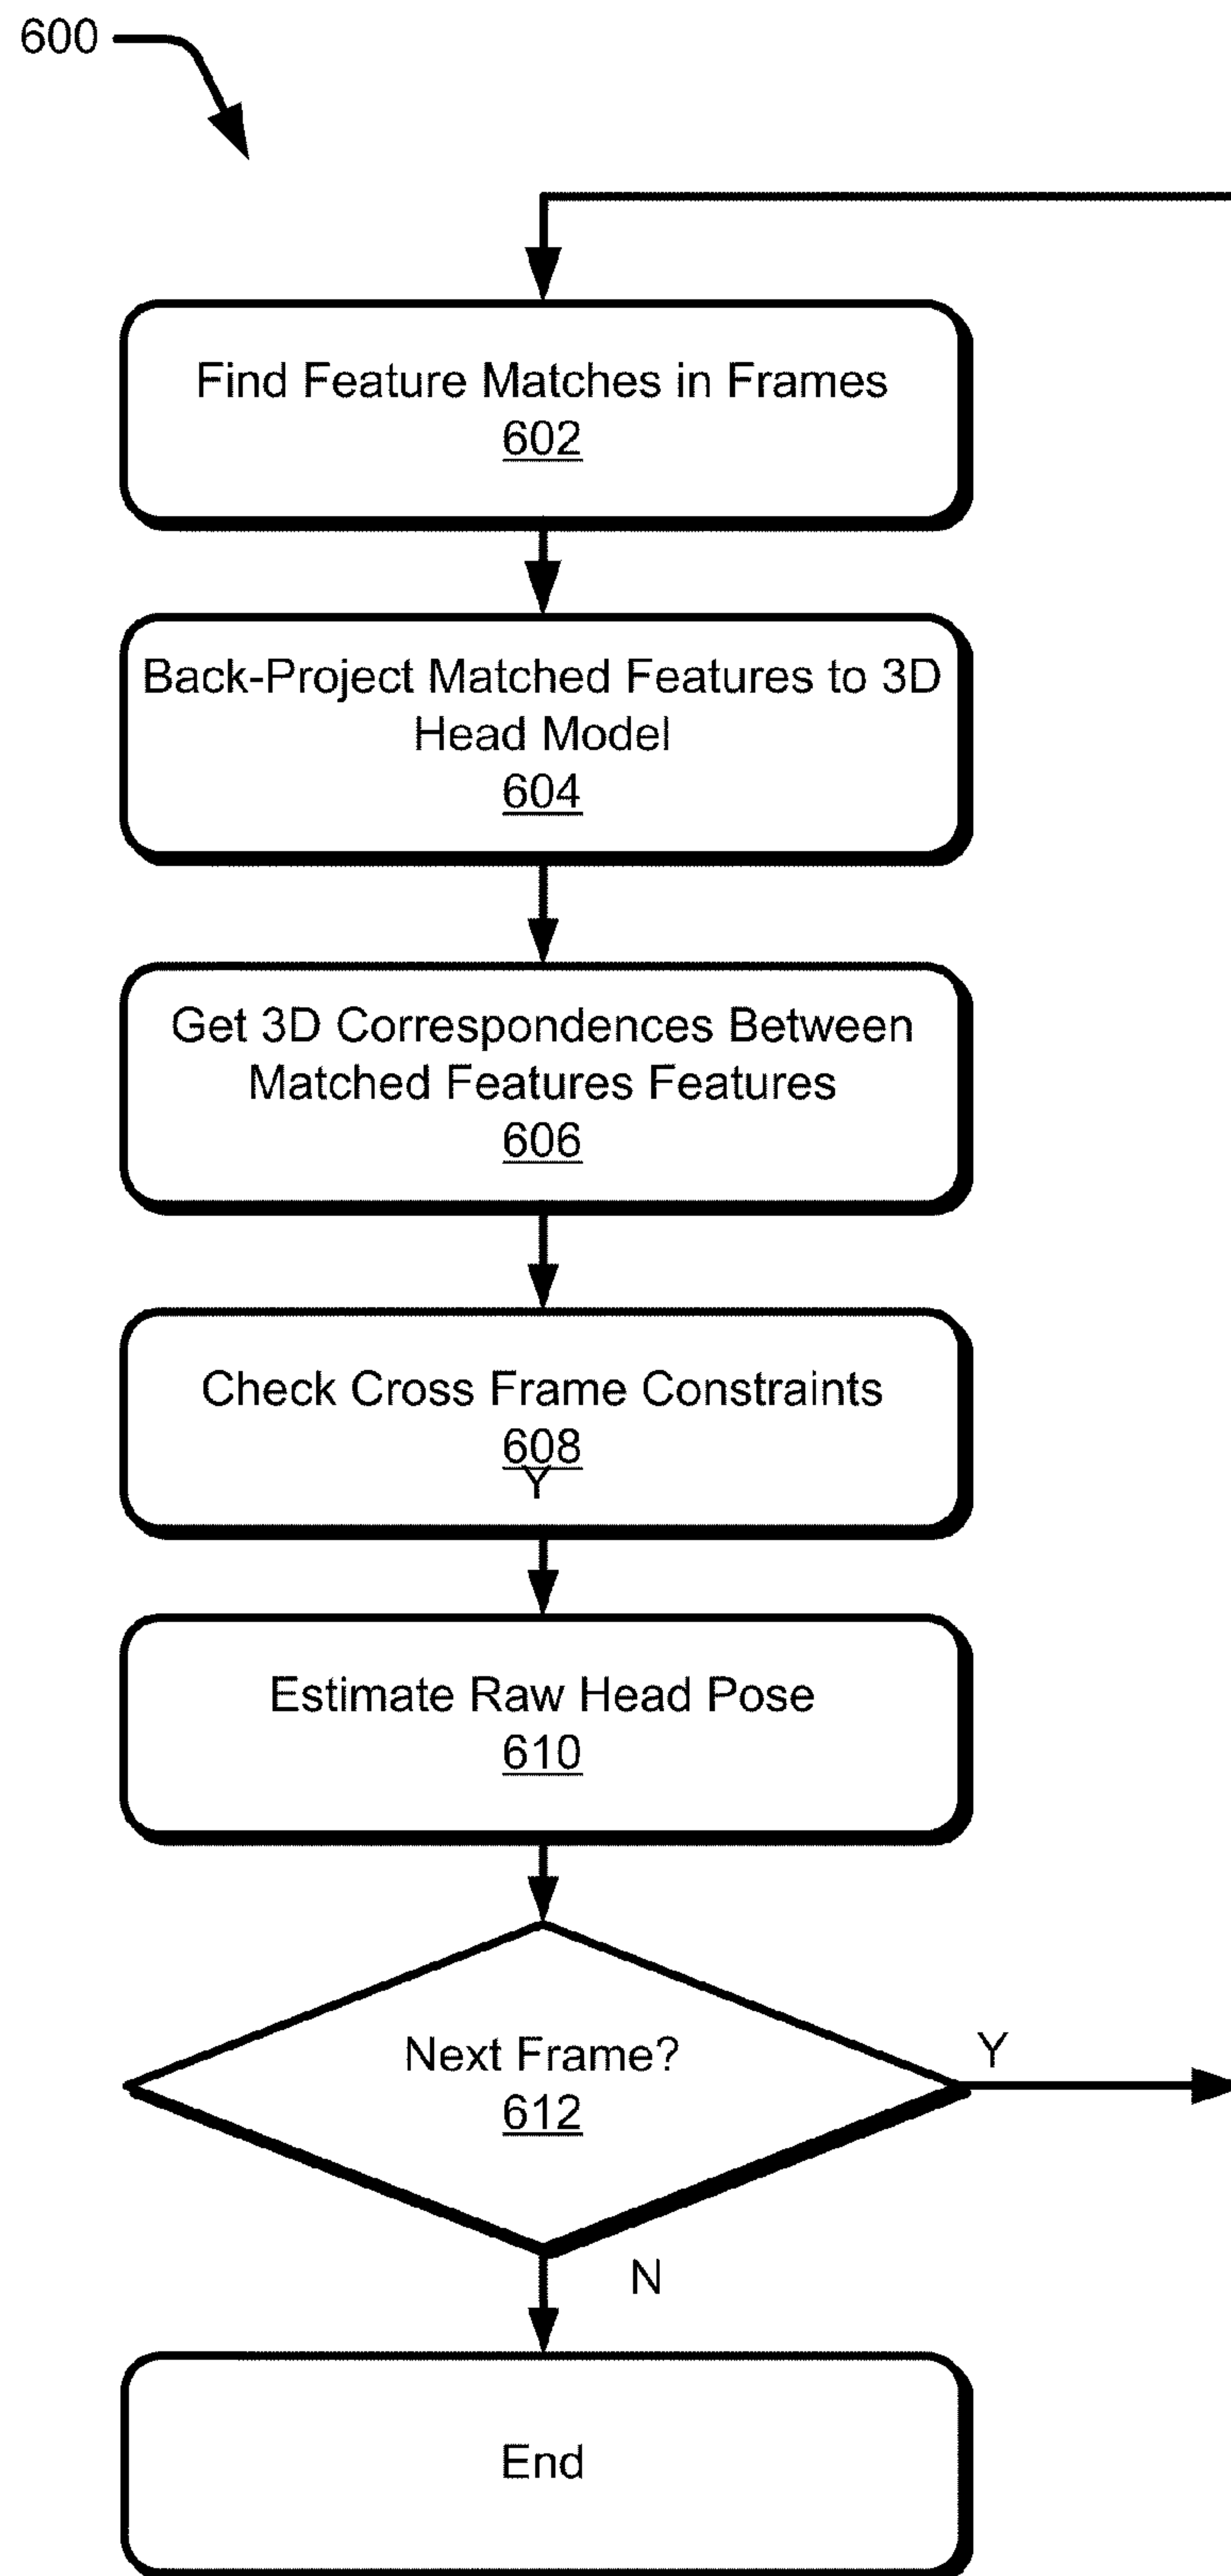 600
Find Feature Matches in Frames
602
Back-Project Matched Features to 3D
Head Model
604
Get 3D Correspondences Between
Matched Features Features
606
Check Cross Frame Constraints
608
Y
Estimate Raw Head Pose
610
Next Frame?
612
Y
N
End